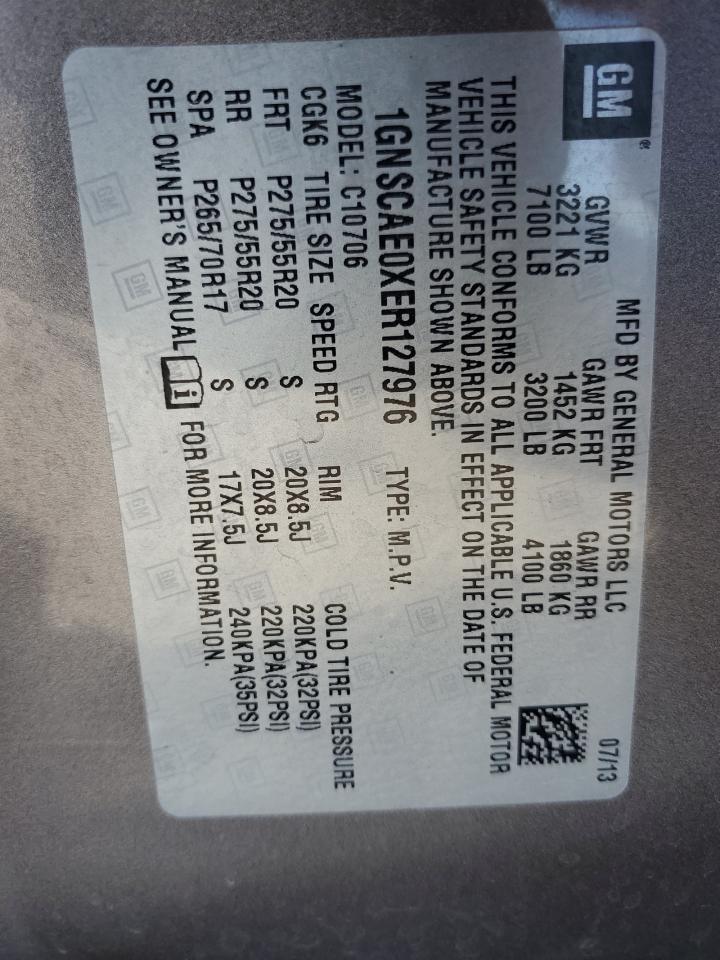 GM
MFD BY GENERAL MOTORS LLC 07/13
GVWR GAWR FRT GAWR RR
3221 KG 1452 KG 1860 KG
7100 LB 3200 LB 4100 LB
THIS VEHICLE CONFORMS TO ALL APPLICABLE U.S. FEDERAL MOTOR
VEHICLE SAFETY STANDARDS IN EFFECT ON THE DATE OF
MANUFACTURE SHOWN ABOVE.
1GNSCAE0XER127976 TYPE: M.P.V.
MODEL: C10706
CGK6 TIRE SIZE SPEED RTG RIM COLD TIRE PRESSURE
FRT P275/55R20 S 20X8.5J 220KPA(32PSI)
RR P275/55R20 S 20X8.5J 220KPA(32PSI)
SPA P265/70R17 S 17X7.5J 240KPA(35PSI)
SEE OWNER'S MANUAL i FOR MORE INFORMATION.